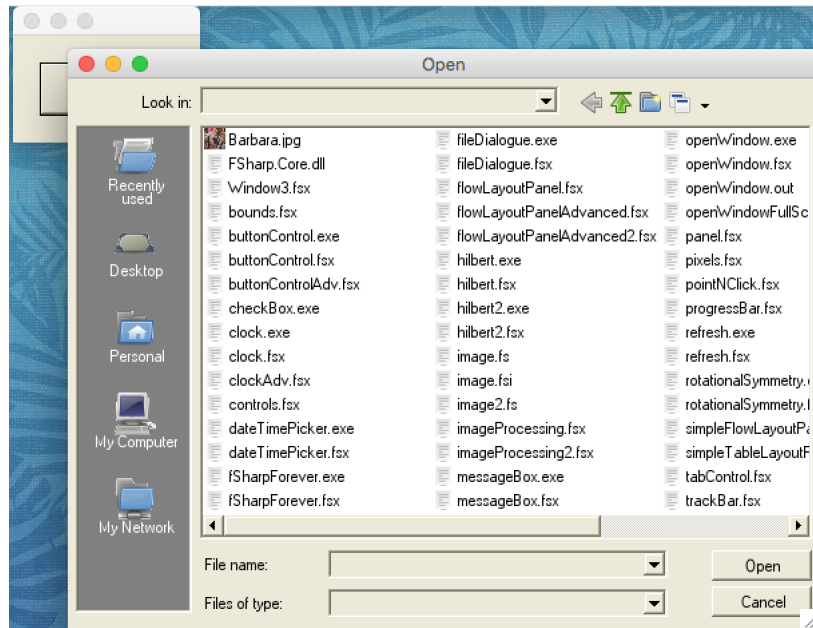 Open
Look in:
Recently
used
Desktop
Personal
My Computer
My Network
Barbara.jpg
FSharp.Core.dll
Window3.fsx
bounds.fsx
buttonControl.exe
buttonControl.fsx
buttonControlAdv.fsx
checkBox.exe
clock.exe
clock.fsx
clockAdv.fsx
controls.fsx
dateTimePicker.exe
dateTimePicker.fsx
fSharpForever.exe
fSharpForever.fsx
fileDialogue.exe
fileDialogue.fsx
flowLayoutPanel.fsx
flowLayoutPanelAdvanced.fsx
flowLayoutPanelAdvanced2.fsx
hilbert.exe
hilbert.fsx
hilbert2.exe
hilbert2.fsx
image.fs
image.fsi
image2.fs
imageProcessing.fsx
imageProcessing2.fsx
messageBox.exe
messageBox.fsx
openWindow.exe
openWindow.fsx
openWindow.out
openWindowFullSc
panel.fsx
pixels.fsx
pointNClick.fsx
progressBar.fsx
refresh.exe
refresh.fsx
rotationalSymmetry.
rotationalSymmetry.
simpleFlowLayoutPa
simpleTableLayoutP
tabControl.fsx
trackBar.fsx
File name:
Open
Files of type:
Cancel